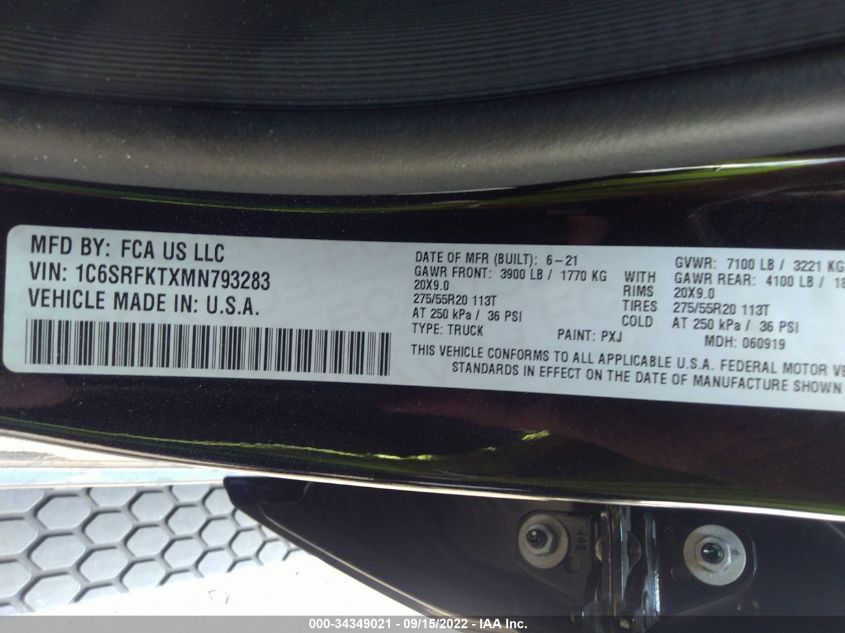 MFD BY: FCA US LLC
VIN: 1C6SRFKTXMN793283
VEHICLE MADE IN: U.S.A.
DATE OF MFR (BUILT): 6-21 GVWR: 7100 LB / 3221 KG
GAWR FRONT: 3900 LB / 1770 KG WITH GAWR REAR: 4100 LB /
20X9.0 RIMS 20X9.0
275/55R20 113T TIRES 275/55R20 113T
AT 250 kPa / 36 PSI COLD AT 250 kPa / 36 PSI
TYPE: TRUCK PAINT: PXJ MDH: 060919
THIS VEHICLE CONFORMS TO ALL APPLICABLE U.S.A. FEDERAL MOTOR
STANDARDS IN EFFECT ON THE DATE OF MANUFACTURE SHOWN
000-34349021 - 09/15/2022 - IAA Inc.